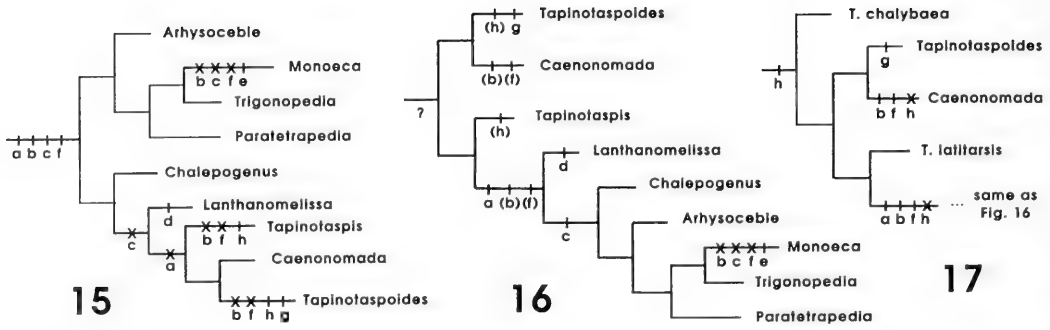 Arhysoceble
Monoeca
b c f e
Trigonopedia
Paratetrapedia
a b c f
Chalepogenus
Lanthanomelissa
d
c
Tapinotaspis
b f h
a
Caenonomada
Tapinotaspoides
b f h g
15
Tapinotaspoides
(h) g
Caenonomada
(b) (f)
?
Tapinotaspis
(h)
Lanthanomelissa
d
a (b) (f)
Chalepogenus
c
Arhysoceble
Monoeca
b c f e
Trigonopedia
Paratetrapedia
16
T. chalybaea
h
Tapinotaspoides
g
Caenonomada
b f h
T. latitarsis
a b f h
... same as
Fig. 16
17